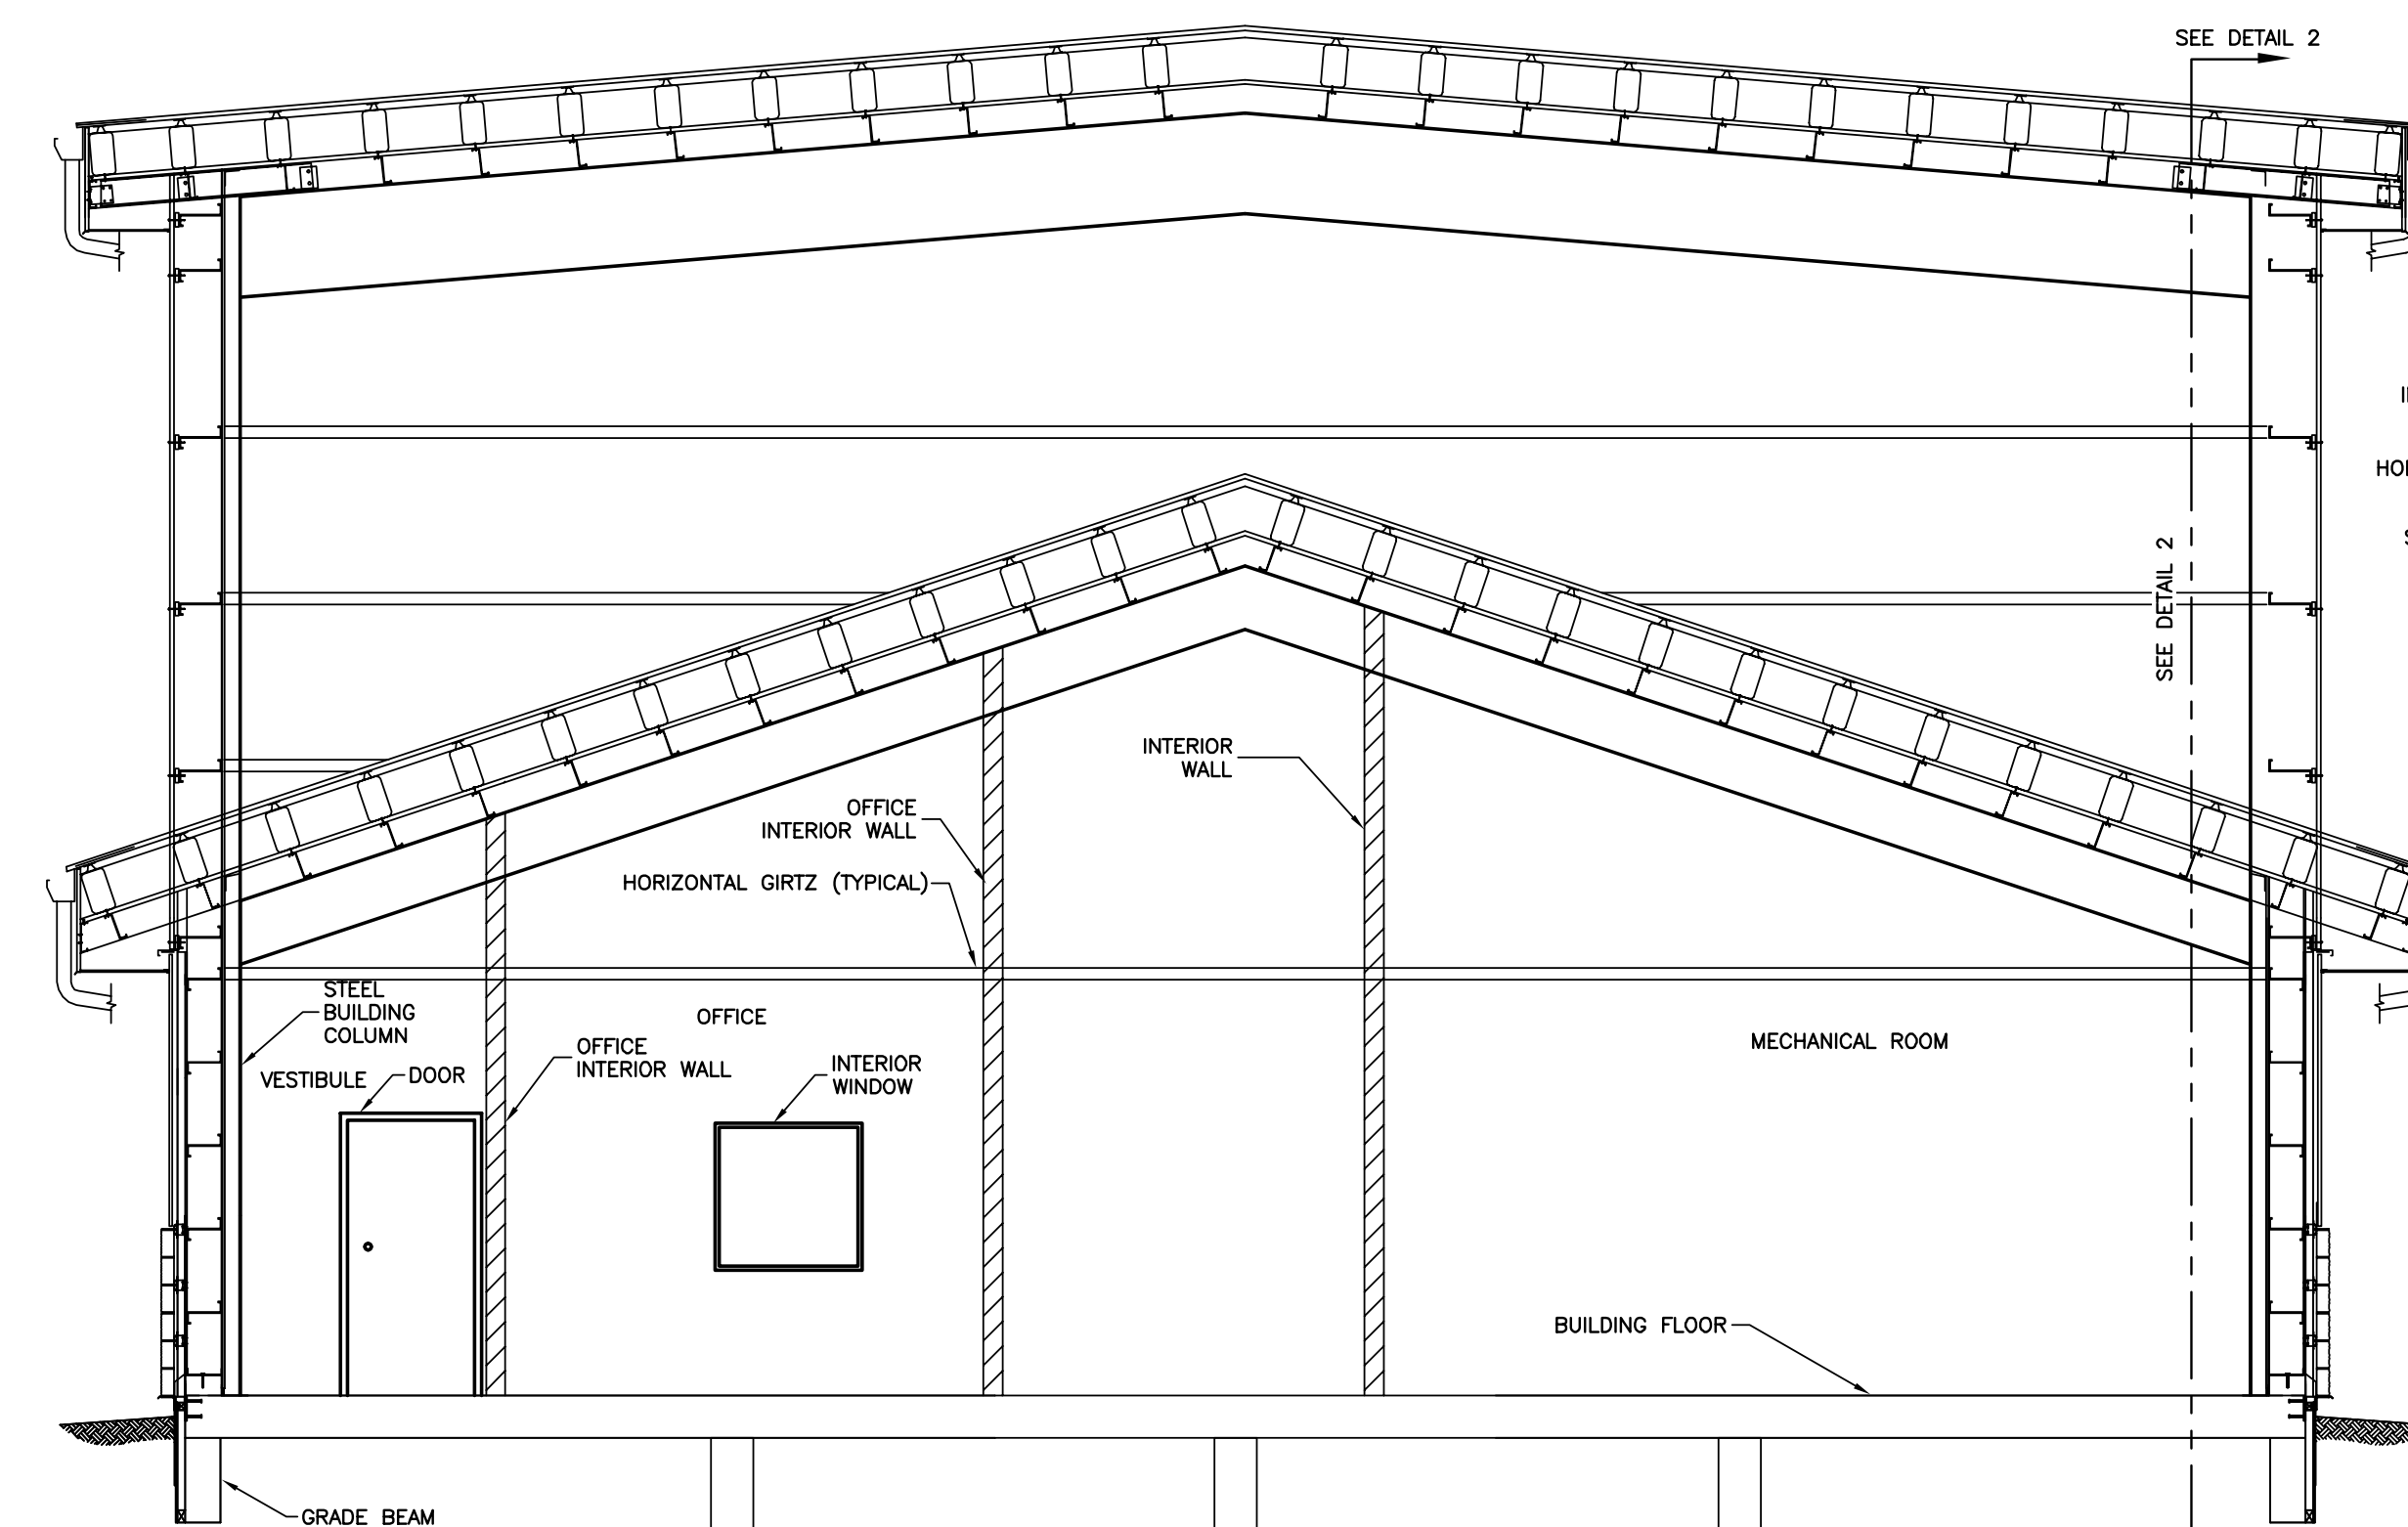 SEE DETAIL 2
SEE DETAIL 2
INTERIOR
WALL
OFFICE
INTERIOR WALL
HORIZONTAL GIRTZ (TYPICAL)
STEEL
BUILDING
COLUMN
OFFICE
MECHANICAL ROOM
OFFICE
INTERIOR WALL
INTERIOR
WINDOW
VESTIBULE
DOOR
BUILDING FLOOR
GRADE BEAM